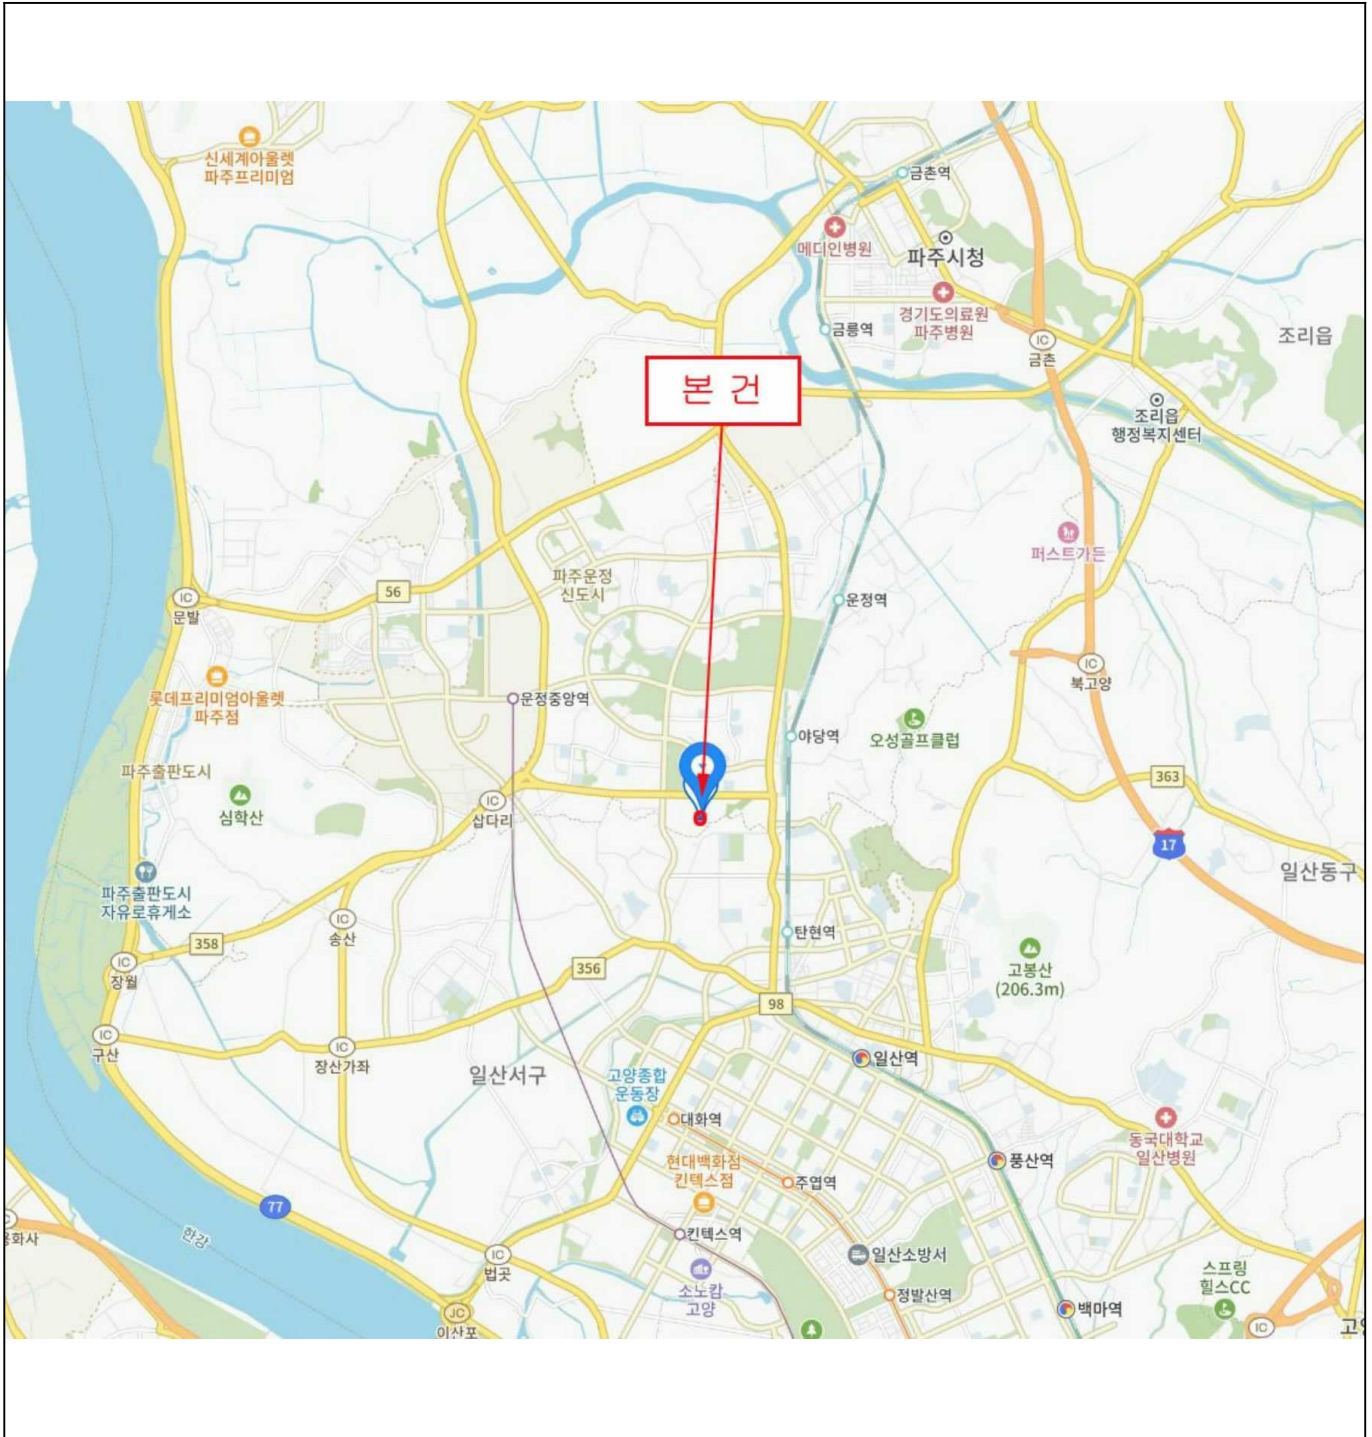 신세계아울렛
파주프리미엄
금촌역
메디인병원
파주시청
경기도의료원
파주병원
금릉역
IC
금촌
조리읍
본 건
조리읍
행정복지센터
퍼스트가든
파주운정
신도시
56
IC
문발
운정역
IC
북고양
롯데프리미엄아울렛
파주점
운정중앙역
야당역
오성골프클럽
파주출판도시
363
심학산
IC
삽다리
17
일산동구
파주출판도시
자유로휴게소
IC
송산
탄현역
358
356
고봉산
(206.3m)
IC
장월
98
IC
구산
IC
장산가좌
일산서구
일산역
고양종합
운동장
대화역
동국대학교
일산병원
현대백화점
킨텍스점
풍산역
주엽역
77
한강
킨텍스역
IC
법곳
일산소방서
소노캄
고양
정발산역
스프링
힐스CC
백마역
JC
이산포
IC